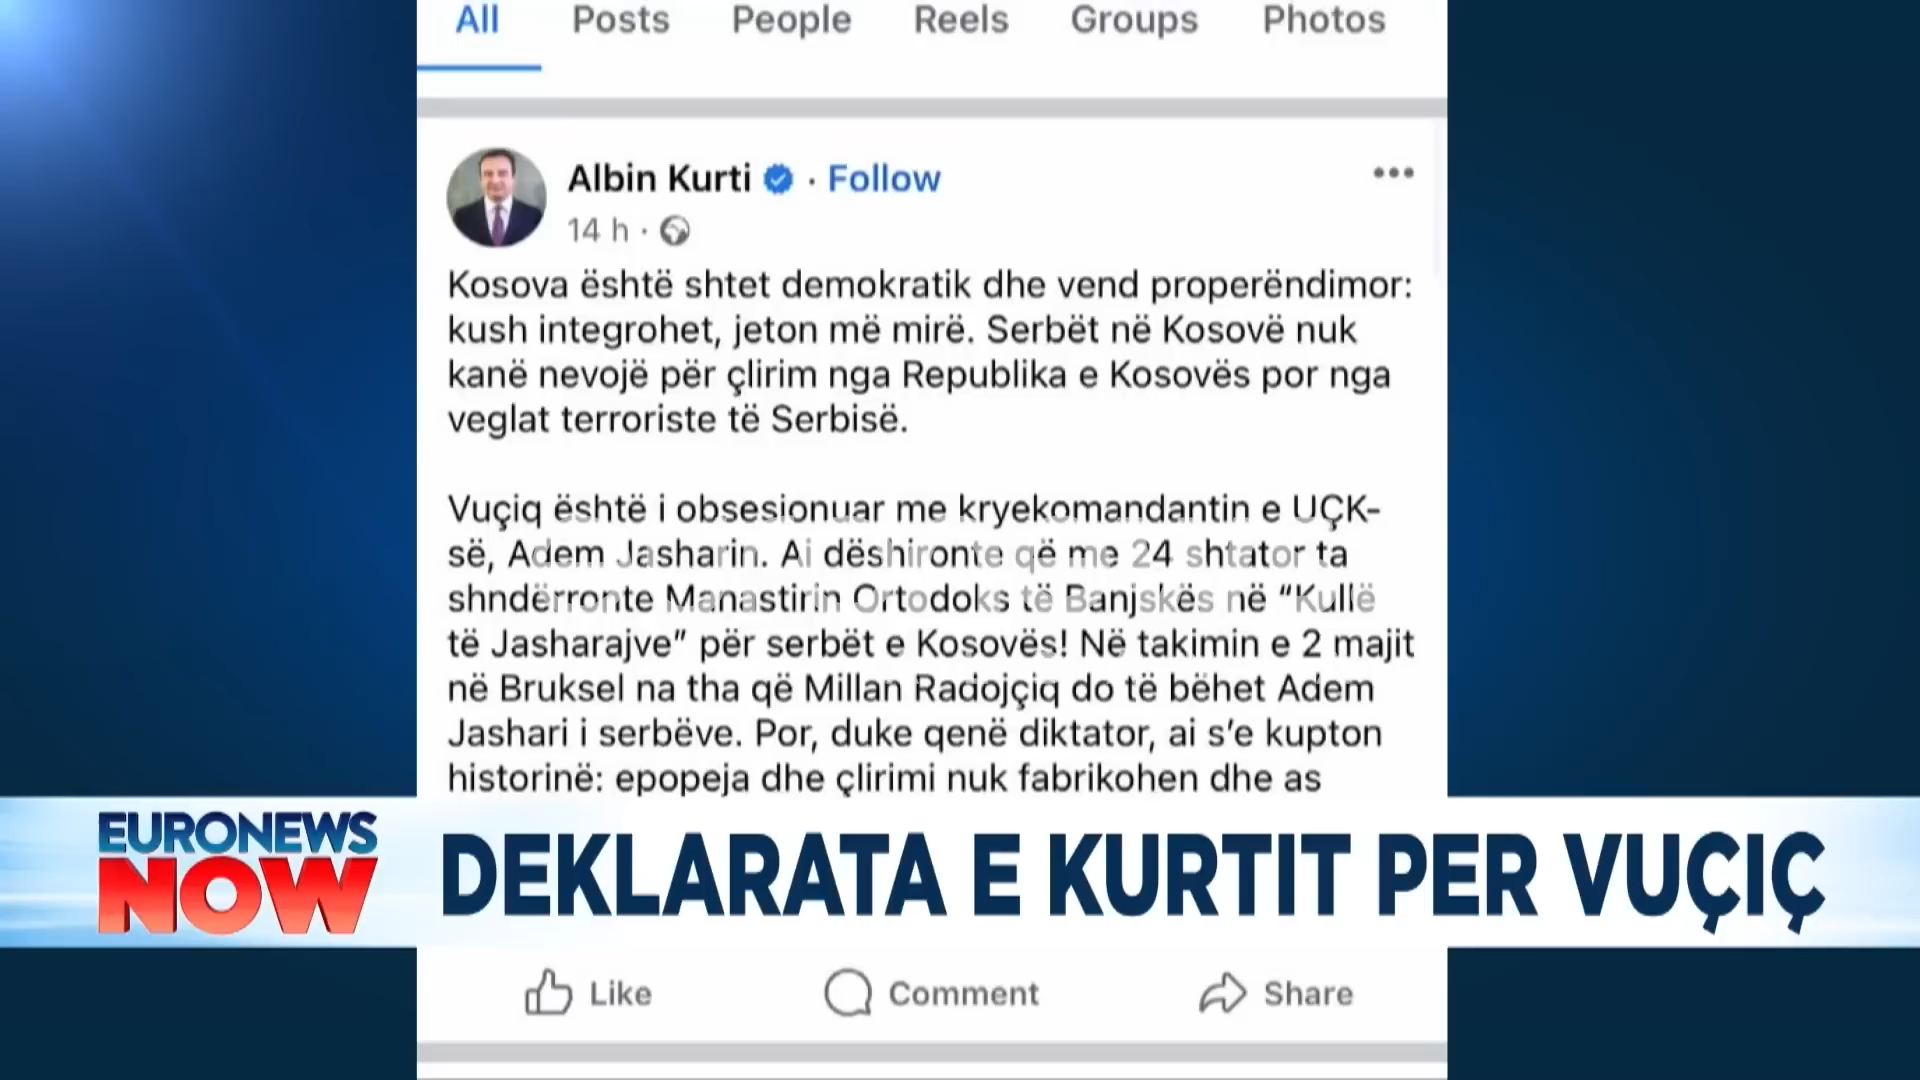 All Posts People Reels Groups Photos
Albin Kurti · Follow
14 h ·
Kosova është shtet demokratik dhe vend properëndimor:
kush integrohet, jeton më mirë. Serbët në Kosovë nuk
kanë nevojë për çlirim nga Republika e Kosovës por nga
veglat terroriste të Serbisë.
Vuçiq është i obsesionuar me kryekomandantin e UÇK-
së, Adem Jasharin. Ai dëshironte që me 24 shtator ta
shndërronte Manastirin Ortodoks të Banjskës në “Kullë
të Jasharajve” për serbët e Kosovës! Në takimin e 2 majit
në Bruksel na tha që Millan Radojçiq do të bëhet Adem
Jashari i serbëve. Por, duke qenë diktator, ai s’e kupton
historinë: epopeja dhe çlirimi nuk fabrikohen dhe as
EURONEWS
NOW
DEKLARATA E KURTIT PER VUÇIÇ
Like Comment Share